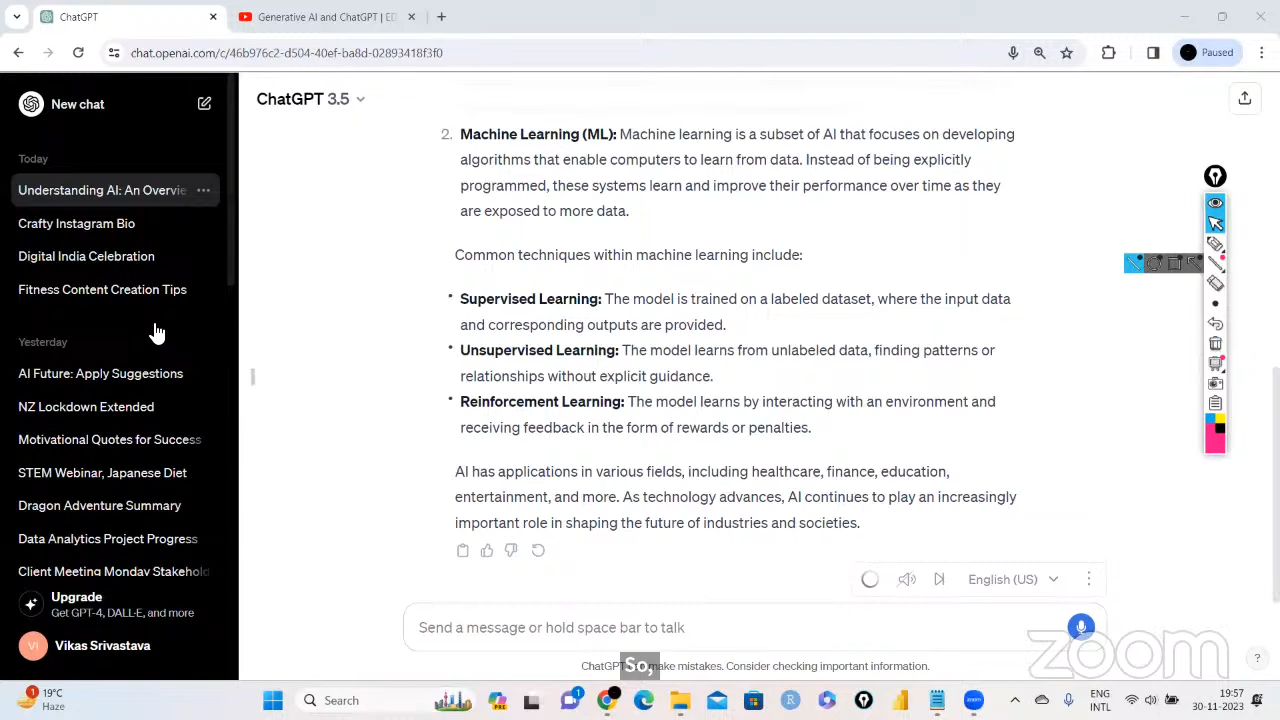 ChatGPT
Generative AI and ChatGPT | ED
chat.openai.com/c/46b976c2-d504-40ef-ba8d-02893418f3f0
Paused
New chat
ChatGPT 3.5
Today
Understanding AI: An Overvie
Crafty Instagram Bio
Digital India Celebration
Fitness Content Creation Tips
Yesterday
AI Future: Apply Suggestions
NZ Lockdown Extended
Motivational Quotes for Success
STEM Webinar, Japanese Diet
Dragon Adventure Summary
Data Analytics Project Progress
Client Meeting Monday Stakehold
Upgrade
Get GPT-4, DALL·E, and more
VI
Vikas Srivastava
2. Machine Learning (ML): Machine learning is a subset of AI that focuses on developing
algorithms that enable computers to learn from data. Instead of being explicitly
programmed, these systems learn and improve their performance over time as they
are exposed to more data.
Common techniques within machine learning include:
• Supervised Learning: The model is trained on a labeled dataset, where the input data
and corresponding outputs are provided.
• Unsupervised Learning: The model learns from unlabeled data, finding patterns or
relationships without explicit guidance.
• Reinforcement Learning: The model learns by interacting with an environment and
receiving feedback in the form of rewards or penalties.
AI has applications in various fields, including healthcare, finance, education,
entertainment, and more. As technology advances, AI continues to play an increasingly
important role in shaping the future of industries and societies.
English (US)
Send a message or hold space bar to talk
zoom
ChatGPT make mistakes. Consider checking important information.
So,
?
1
19°C
Haze
Search
PRE
1
zoom
ENG
INTL
19:57
30-11-2023